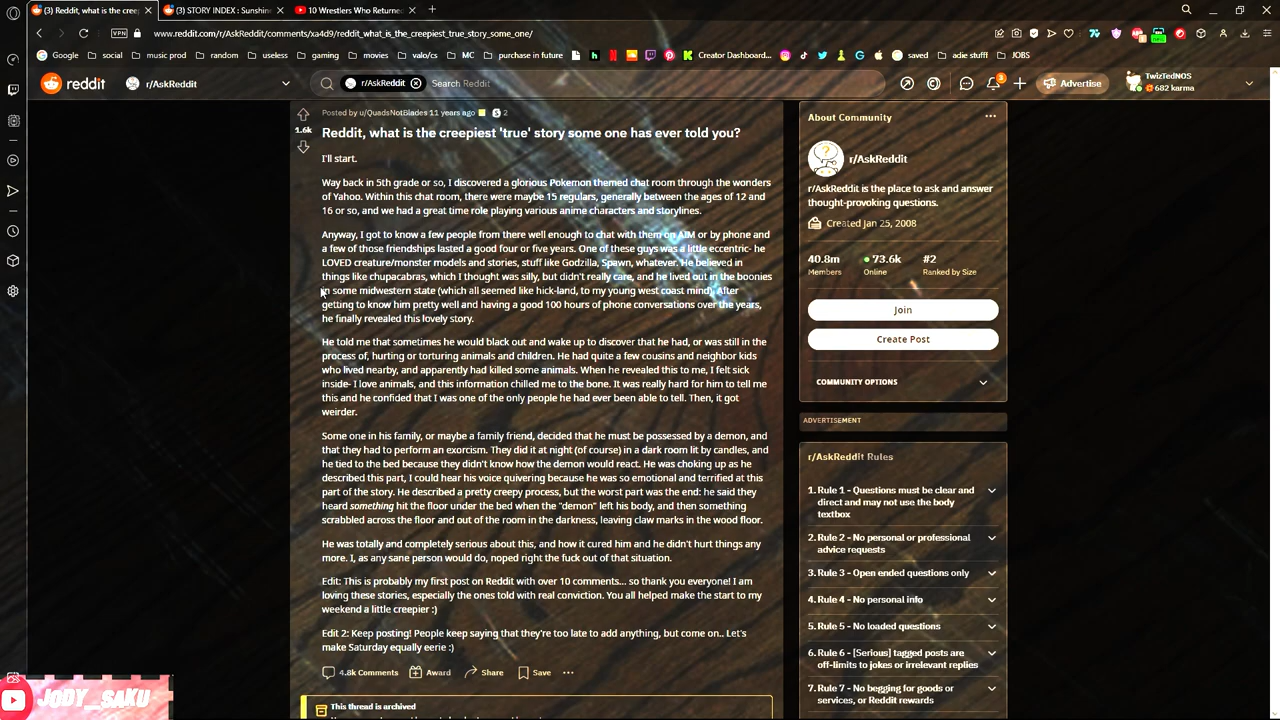 (3) Reddit, what is the cree
(3) STORY INDEX : Sunshin
10 Wrestlers Who Returne
VPN
www.reddit.com/r/AskReddit/comments/xa4d9/reddit_what_is_the_creepiest_true_story_some_one/
Google
social
music prod
random
useless
gaming
movies
valo/cs
MC
purchase in future
Creator Dashboard...
saved
adie stufff
JOBS
reddit
r/AskReddit
r/AskReddit
Search Reddit
3
Advertise
TwizTedNOS
682 karma
Posted by u/QuadsNotBlades 11 years ago
2
1.6k
Reddit, what is the creepiest 'true' story some one has ever told you?
I'll start.
Way back in 5th grade or so, I discovered a glorious Pokemon themed chat room through the wonders
of Yahoo. Within this chat room, there were maybe 15 regulars, generally between the ages of 12 and
16 or so, and we had a great time role playing various anime characters and storylines.
Anyway, I got to know a few people from there well enough to chat with them on AIM or by phone and
a few of those friendships lasted a good four or five years. One of these guys was a little eccentric- he
LOVED creature/monster models and stories, stuff like Godzilla, Spawn, whatever. He believed in
things like chupacabras, which I thought was silly, but didn't really care, and he lived out in the boonies
in some midwestern state (which all seemed like hick-land, to my young west coast mind). After
getting to know him pretty well and having a good 100 hours of phone conversations over the years,
he finally revealed this lovely story.
He told me that sometimes he would black out and wake up to discover that he had, or was still in the
process of, hurting or torturing animals and children. He had quite a few cousins and neighbor kids
who lived nearby, and apparently had killed some animals. When he revealed this to me, I felt sick
inside- I love animals, and this information chilled me to the bone. It was really hard for him to tell me
this and he confided that I was one of the only people he had ever been able to tell. Then, it got
weirder.
Some one in his family, or maybe a family friend, decided that he must be possessed by a demon, and
that they had to perform an exorcism. They did it at night (of course) in a dark room lit by candles, and
he tied to the bed because they didn't know how the demon would react. He was choking up as he
described this part, I could hear his voice quivering because he was so emotional and terrified at this
part of the story. He described a pretty creepy process, but the worst part was the end: he said they
heard something hit the floor under the bed when the "demon" left his body, and then something
scrabbled across the floor and out of the room in the darkness, leaving claw marks in the wood floor.
He was totally and completely serious about this, and how it cured him and he didn't hurt things any
more. I, as any sane person would do, noped right the fuck out of that situation.
Edit: This is probably my first post on Reddit with over 10 comments... so thank you everyone! I am
loving these stories, especially the ones told with real conviction. You all helped make the start to my
weekend a little creepier :)
Edit 2: Keep posting! People keep saying that they're too late to add anything, but come on.. Let's
make Saturday equally eerie :)
4.8k Comments
Award
Share
Save
This thread is archived
About Community
r/AskReddit
r/AskReddit is the place to ask and answer
thought-provoking questions.
Created Jan 25, 2008
40.8m
73.6k
#2
Members
Online
Ranked by Size
Join
Create Post
COMMUNITY OPTIONS
ADVERTISEMENT
r/AskReddit Rules
1. Rule 1 - Questions must be clear and
direct and may not use the body
textbox
2. Rule 2 - No personal or professional
advice requests
3. Rule 3 - Open ended questions only
4. Rule 4 - No personal info
5. Rule 5 - No loaded questions
6. Rule 6 - [Serious] tagged posts are
off-limits to jokes or irrelevant replies
7. Rule 7 - No begging for goods or
services, or Reddit rewards
JODY_SaKU